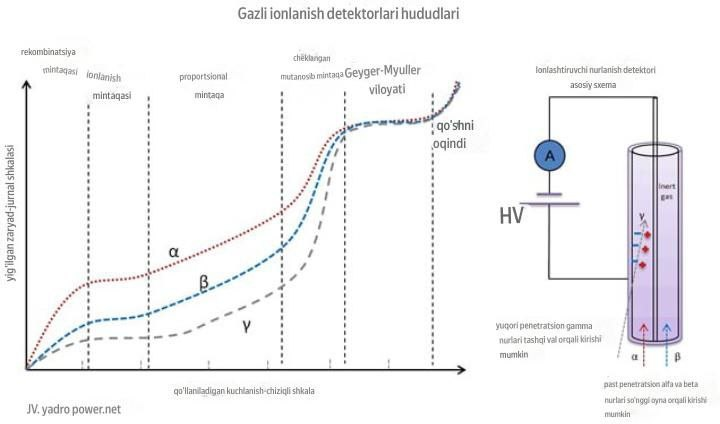 Gazli ionlanish detektorlari hududlari
rekombinatsiya
mintaqasi
ionlanish
mintaqasi
proportsional
mintaqa
chēklangan
mutanosib mintaqa
Geyger-Myuller
viloyati
qo'shni
oqindi
yig'ilgan zaryad-jurnal shkalasi
α
β
γ
qo'llaniladigan kuchlanish-chiziqli shkala
JV. yadro power.net
Ionlashtiruvchi nurlanish detektori
asosiy sxema
A
HV
Inert
gas
γ
yuqori penetratsion gamma
nurlari tashqi val orqali kirishi
mumkin
α
β
past penetratsion alfa va beta
nurlari so'nggi oyna orqali kirishi
mumkin